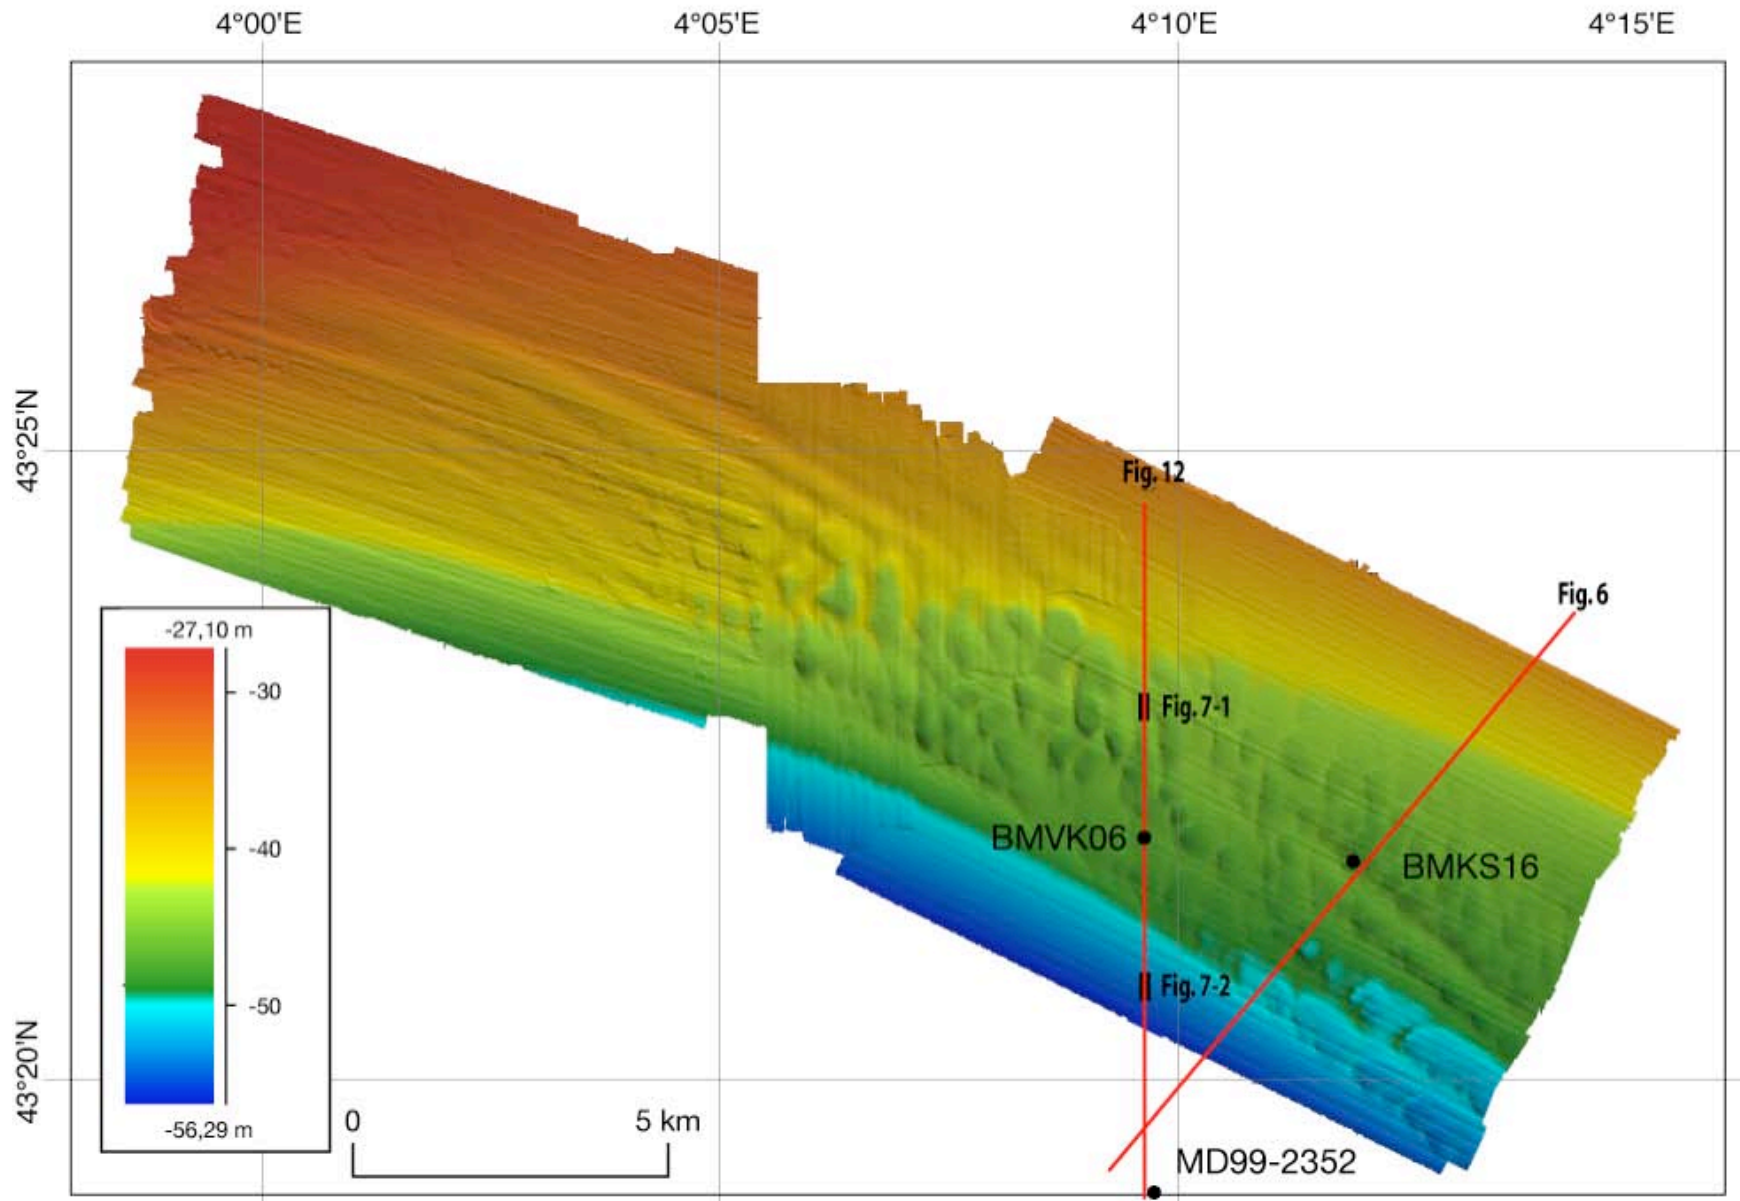 4°00'E 4°05'E 4°10'E 4°15'E
43°25'N
Fig. 12
Fig. 6
-27,10 m
-30
Fig. 7-1
-40
BMVK06
BMKS16
Fig. 7-2
-50
43°20'N
-56,29 m
0 5 km
MD99-2352